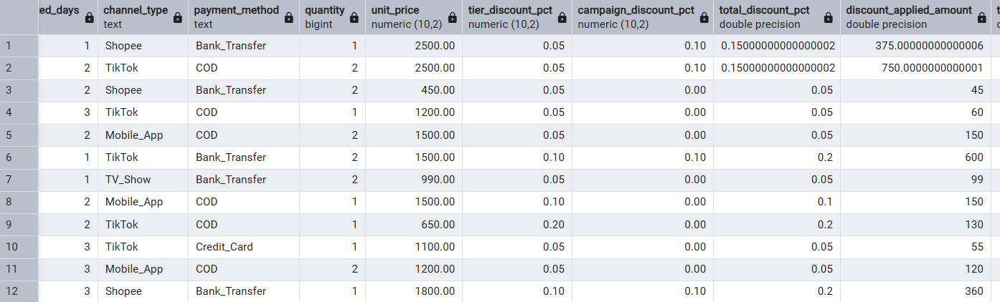 ed_days channel_type payment_method quantity unit_price tier_discount_pct campaign_discount_pct total_discount_pct discount_applied_amount t
text text bigint numeric (10,2) numeric (10,2) numeric (10,2) double precision double precision
1 1 Shopee Bank_Transfer 1 2500.00 0.05 0.10 0.15000000000000002 375.00000000000006
2 2 TikTok COD 2 2500.00 0.05 0.10 0.15000000000000002 750.0000000000001
3 2 Shopee Bank_Transfer 2 450.00 0.05 0.00 0.05 45
4 3 TikTok COD 1 1200.00 0.05 0.00 0.05 60
5 2 Mobile_App COD 2 1500.00 0.05 0.00 0.05 150
6 1 TikTok Bank_Transfer 2 1500.00 0.10 0.10 0.2 600
7 1 TV_Show Bank_Transfer 2 990.00 0.05 0.00 0.05 99
8 2 Mobile_App COD 1 1500.00 0.10 0.00 0.1 150
9 2 TikTok COD 1 650.00 0.20 0.00 0.2 130
10 3 TikTok Credit_Card 1 1100.00 0.05 0.00 0.05 55
11 3 Mobile_App COD 2 1200.00 0.05 0.00 0.05 120
12 3 Shopee Bank_Transfer 1 1800.00 0.10 0.10 0.2 360